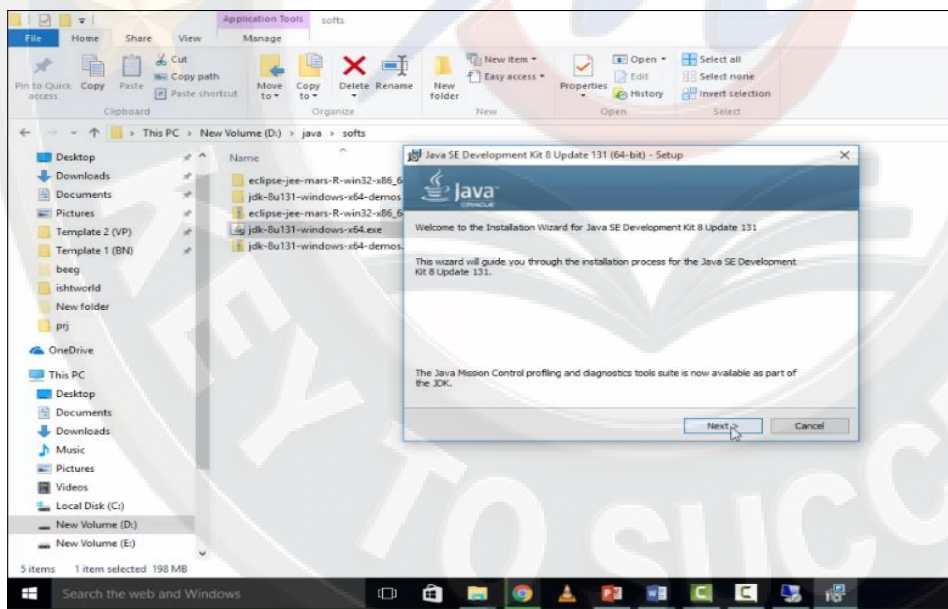 Application Tools softs
File Home Share View Manage
Pin to Quick access
Copy
Paste
Cut
Copy path
Paste shortcut
Clipboard
Move to
Copy to
Delete
Rename
Organize
New folder
New item
Easy access
New
Properties
Open
Edit
History
Open
Select all
Select none
Invert selection
Select
This PC > New Volume (D:) > java > softs
Desktop
Downloads
Documents
Pictures
Template 2 (VP)
Template 1 (BN)
beeg
ishtworld
New folder
prj
OneDrive
This PC
Desktop
Documents
Downloads
Music
Pictures
Videos
Local Disk (C:)
New Volume (D:)
New Volume (E:)
Name
eclipse-jee-mars-R-win32-x86_6
jdk-8u131-windows-x64-demos
eclipse-jee-mars-R-win32-x86_6
jdk-8u131-windows-x64.exe
jdk-8u131-windows-x64-demos.
Java SE Development Kit 8 Update 131 (64-bit) - Setup
Java
ORACLE
Welcome to the Installation Wizard for Java SE Development Kit 8 Update 131
This wizard will guide you through the installation process for the Java SE Development
Kit 8 Update 131.
The Java Mission Control profiling and diagnostics tools suite is now available as part of
the JDK.
Next >
Cancel
5 items 1 item selected 198 MB
Search the web and Windows
KEY TO SUCC